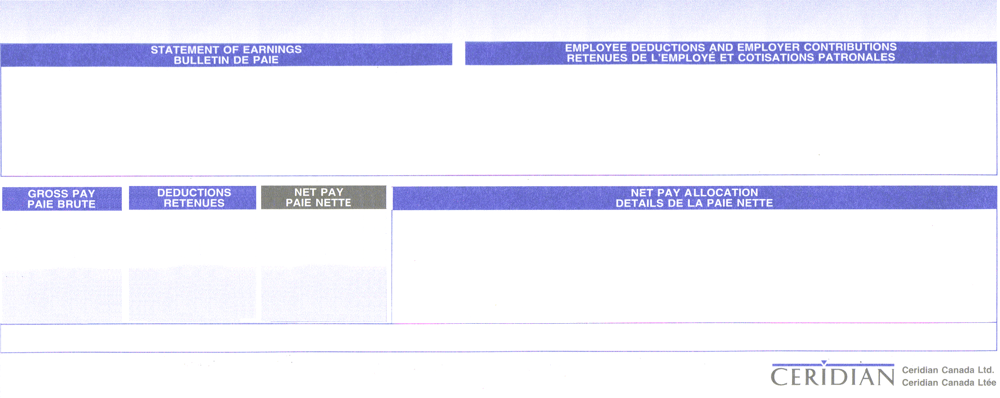 STATEMENT OF EARNINGS
BULLETIN DE PAIE
EMPLOYEE DEDUCTIONS AND EMPLOYER CONTRIBUTIONS
RETENUES DE L'EMPLOYÉ ET COTISATIONS PATRONALES
GROSS PAY
PAIE BRUTE
DEDUCTIONS
RETENUES
NET PAY
PAIE NETTE
NET PAY ALLOCATION
DETAILS DE LA PAIE NETTE
CERIDIAN
Ceridian Canada Ltd.
Ceridian Canada Ltée